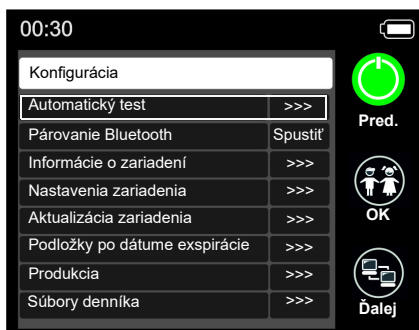 00:30
Konfigurácia
Automatický test >>>
Párovanie Bluetooth Spustiť
Informácie o zariadení >>>
Nastavenia zariadenia >>>
Aktualizácia zariadenia >>>
Podložky po dátume exspirácie >>>
Produkcia >>>
Súbory denníka >>>
Pred.
OK
Ďalej